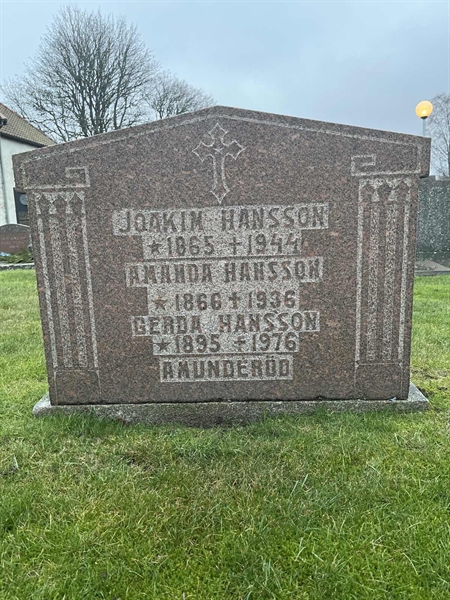 JOAKIM HANSSON
*1865 †1944
AMANDA HANSSON
*1866 †1936
GERDA HANSSON
*1895 †1976
AMUNDERÖD